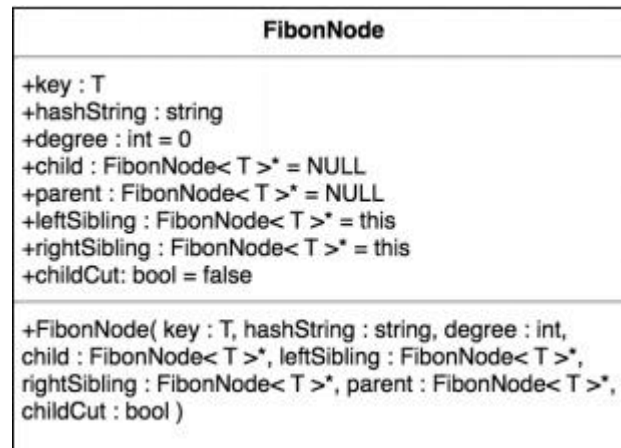 FibonNode
+key : T
+hashString : string
+degree : int = 0
+child : FibonNode< T >* = NULL
+parent : FibonNode< T >* = NULL
+leftSibling : FibonNode< T >* = this
+rightSibling : FibonNode< T >* = this
+childCut: bool = false
+FibonNode( key : T, hashString : string, degree : int,
child : FibonNode< T >*, leftSibling : FibonNode< T >*,
rightSibling : FibonNode< T >*, parent : FibonNode< T >*,
childCut : bool )